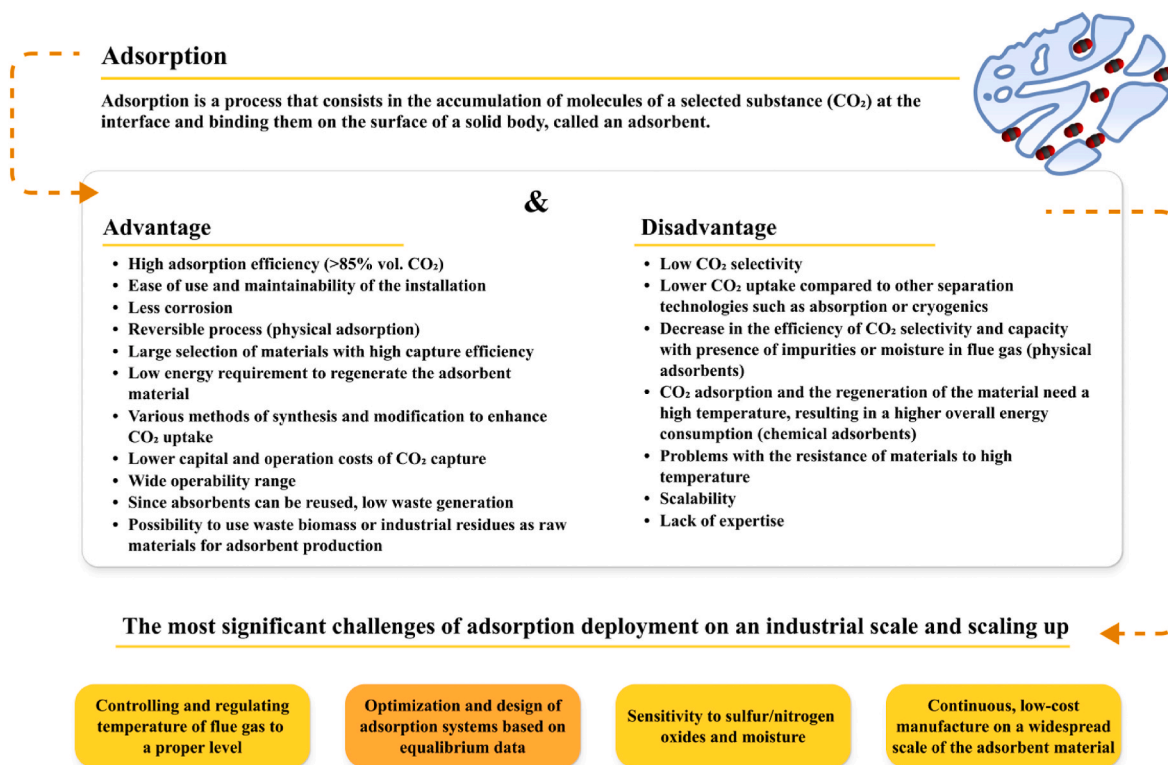 Adsorption
Adsorption is a process that consists in the accumulation of molecules of a selected substance (CO₂) at the
interface and binding them on the surface of a solid body, called an adsorbent.
&
Advantage
• High adsorption efficiency (>85% vol. CO₂)
• Ease of use and maintainability of the installation
• Less corrosion
• Reversible process (physical adsorption)
• Large selection of materials with high capture efficiency
• Low energy requirement to regenerate the adsorbent
material
• Various methods of synthesis and modification to enhance
CO₂ uptake
• Lower capital and operation costs of CO₂ capture
• Wide operability range
• Since absorbents can be reused, low waste generation
• Possibility to use waste biomass or industrial residues as raw
materials for adsorbent production
Disadvantage
• Low CO₂ selectivity
• Lower CO₂ uptake compared to other separation
technologies such as absorption or cryogenics
• Decrease in the efficiency of CO₂ selectivity and capacity
with presence of impurities or moisture in flue gas (physical
adsorbents)
• CO₂ adsorption and the regeneration of the material need a
high temperature, resulting in a higher overall energy
consumption (chemical adsorbents)
• Problems with the resistance of materials to high
temperature
• Scalability
• Lack of expertise
The most significant challenges of adsorption deployment on an industrial scale and scaling up
Controlling and regulating
temperature of flue gas to
a proper level
Optimization and design of
adsorption systems based on
equalibrium data
Sensitivity to sulfur/nitrogen
oxides and moisture
Continuous, low-cost
manufacture on a widespread
scale of the adsorbent material